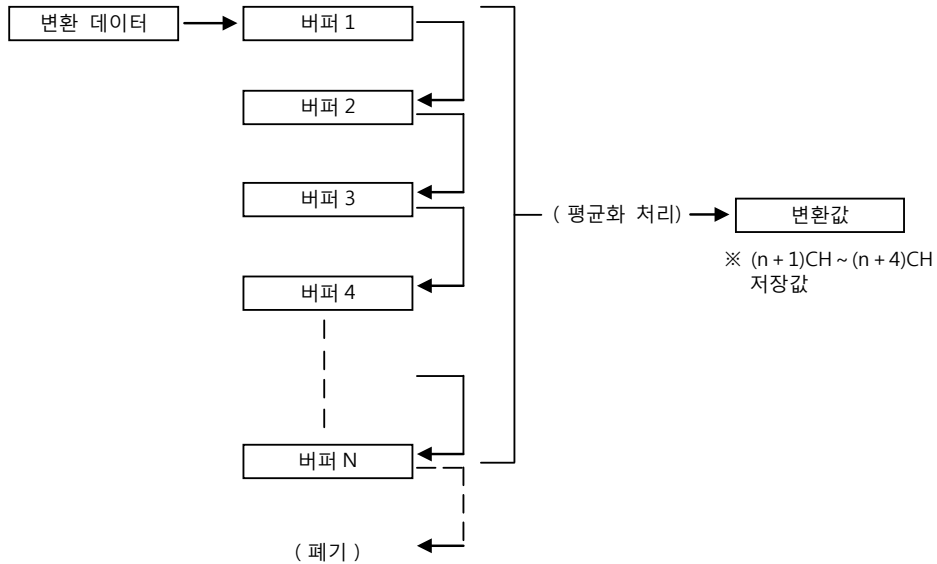 변환 데이터
버퍼 1
버퍼 2
버퍼 3
( 평균화 처리)
변환값
※ (n + 1)CH ~ (n + 4)CH
저장값
버퍼 4
버퍼 N
( 폐기 )